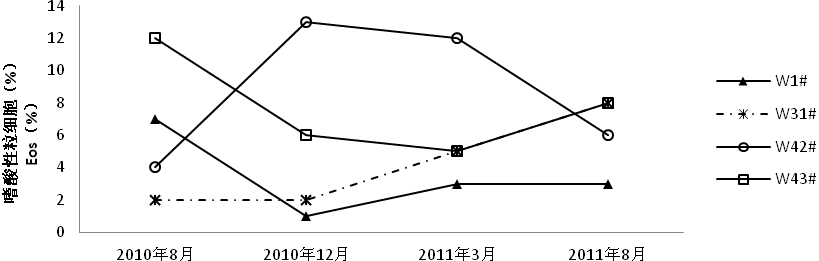 嗜酸性粒细胞（%）
Eos（%）
14
12
10
8
6
4
2
0
2010年8月
2010年12月
2011年3月
2011年8月
W1#
W31#
W42#
W43#